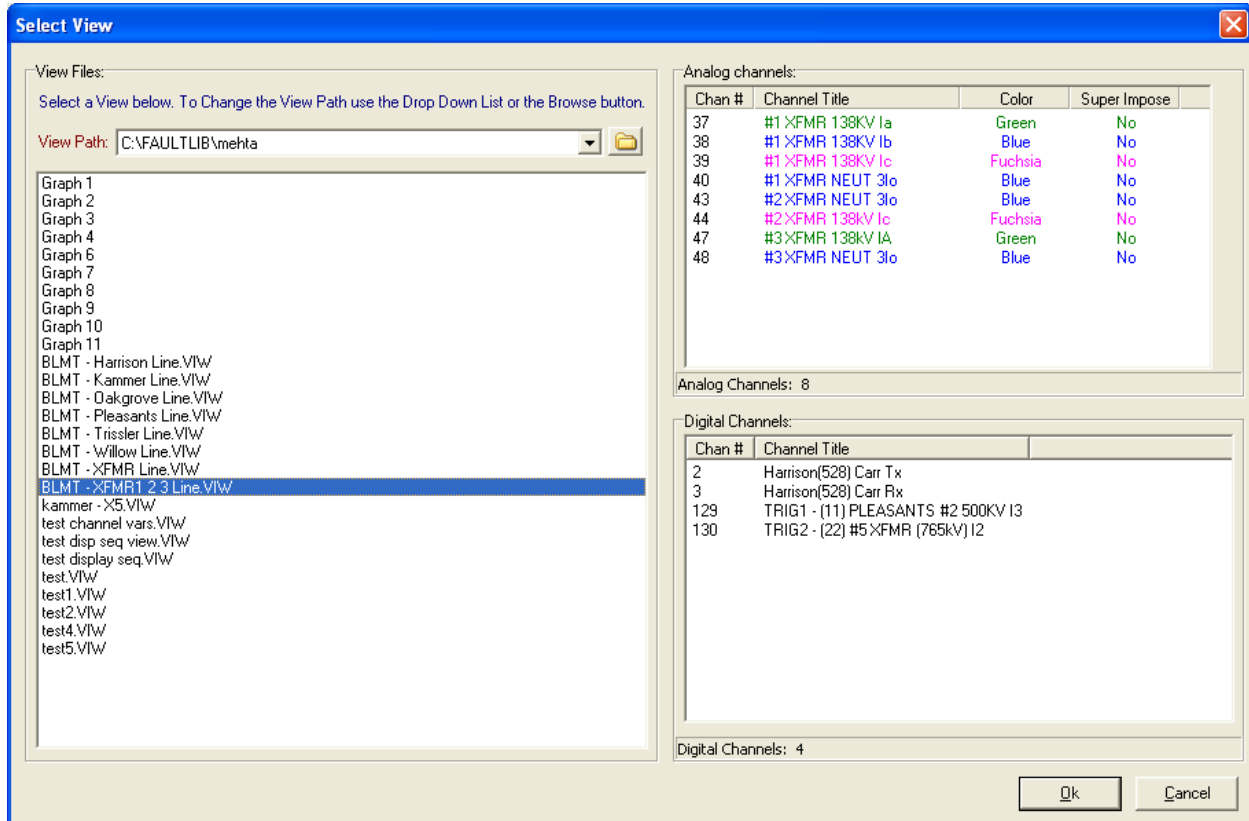 Select View
View Files:
Select a View below. To Change the View Path use the Drop Down List or the Browse button.
View Path: C:\FAULTLIB\mehta
Graph 1
Graph 2
Graph 3
Graph 4
Graph 6
Graph 7
Graph 8
Graph 9
Graph 10
Graph 11
BLMT - Harrison Line.VIW
BLMT - Kammer Line.VIW
BLMT - Oakgrove Line.VIW
BLMT - Pleasants Line.VIW
BLMT - Trissler Line.VIW
BLMT - Willow Line.VIW
BLMT - XFMR Line.VIW
BLMT - XFMR1 2 3 Line.VIW
kammer - X5.VIW
test channel vars.VIW
test disp seq view.VIW
test display seq.VIW
test.VIW
test1.VIW
test2.VIW
test4.VIW
test5.VIW
Analog channels:
Chan # Channel Title Color Super Impose
37 #1 XFMR 138KV Ia Green No
38 #1 XFMR 138KV Ib Blue No
39 #1 XFMR 138KV Ic Fuchsia No
40 #1 XFMR NEUT 3Io Blue No
43 #2 XFMR NEUT 3Io Blue No
44 #2 XFMR 138kV Ic Fuchsia No
47 #3 XFMR 138kV IA Green No
48 #3 XFMR NEUT 3Io Blue No
Analog Channels: 8
Digital Channels:
Chan # Channel Title
2 Harrison(528) Carr Tx
3 Harrison(528) Carr Rx
129 TRIG1 - (11) PLEASANTS #2 500KV I3
130 TRIG2 - (22) #5 XFMR (765kV) I2
Digital Channels: 4
Ok Cancel